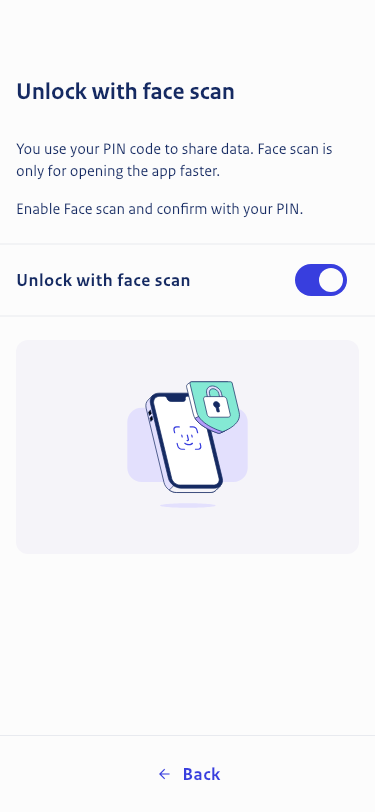 Unlock with face scan
You use your PIN code to share data. Face scan is
only for opening the app faster.
Enable Face scan and confirm with your PIN.
Unlock with face scan
Back